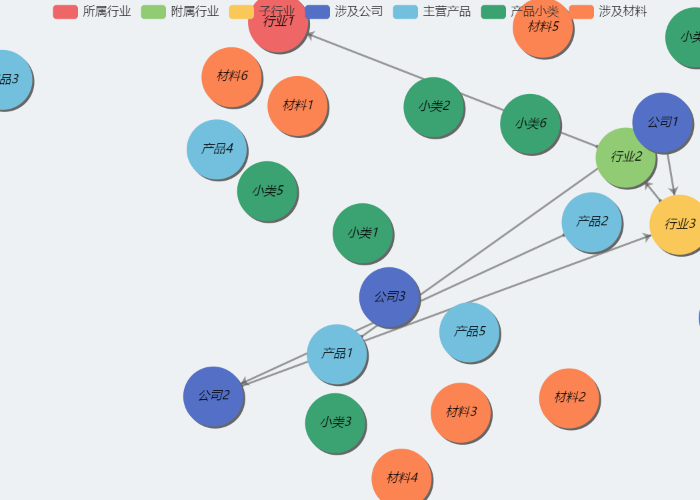 所属行业 附属行业 子行业 涉及公司 主营产品 产品小类 涉及材料
行业1
材料5
小类
品3
材料6
材料1
小类2
小类6
公司1
产品4
行业2
小类5
产品2
行业3
小类1
公司3
产品5
产品1
公司2
材料2
材料3
小类3
材料4